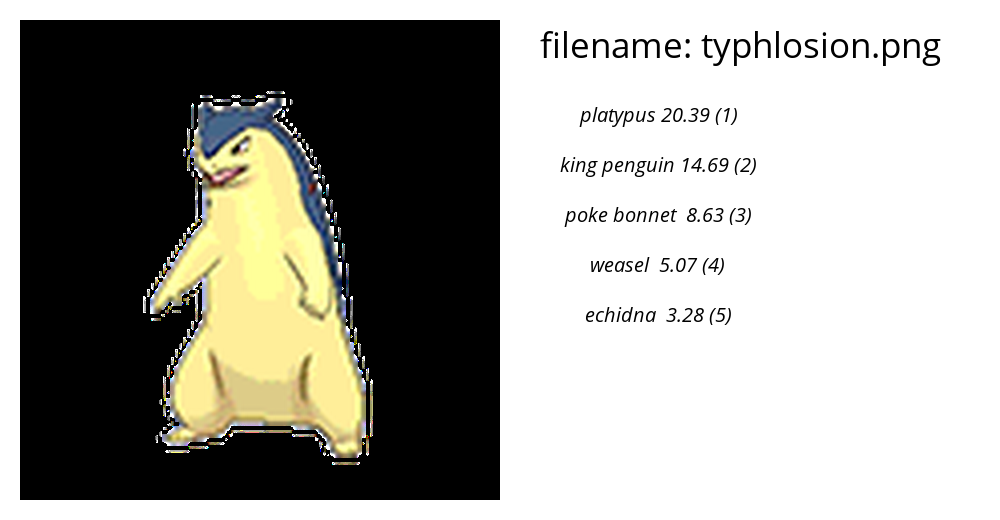 filename: typhlosion.png
platypus 20.39 (1)
king penguin 14.69 (2)
poke bonnet 8.63 (3)
weasel 5.07 (4)
echidna 3.28 (5)